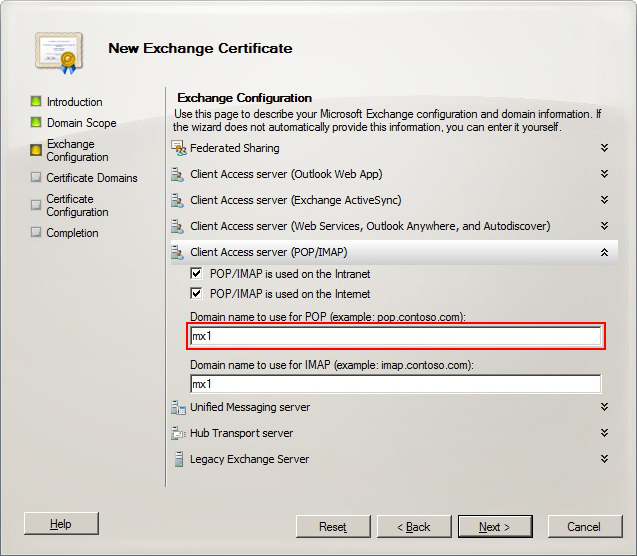 New Exchange Certificate
Introduction
Domain Scope
Exchange
Configuration
Certificate Domains
Certificate
Configuration
Completion
Exchange Configuration
Use this page to describe your Microsoft Exchange configuration and domain information. If
the wizard does not automatically provide this information, you can enter it yourself.
Federated Sharing
Client Access server (Outlook Web App)
Client Access server (Exchange ActiveSync)
Client Access server (Web Services, Outlook Anywhere, and Autodiscover)
Client Access server (POP/IMAP)
POP/IMAP is used on the Intranet
POP/IMAP is used on the Internet
Domain name to use for POP (example: pop.contoso.com):
mx1
Domain name to use for IMAP (example: imap.contoso.com):
mx1
Unified Messaging server
Hub Transport server
Legacy Exchange Server
Help
Reset
< Back
Next >
Cancel